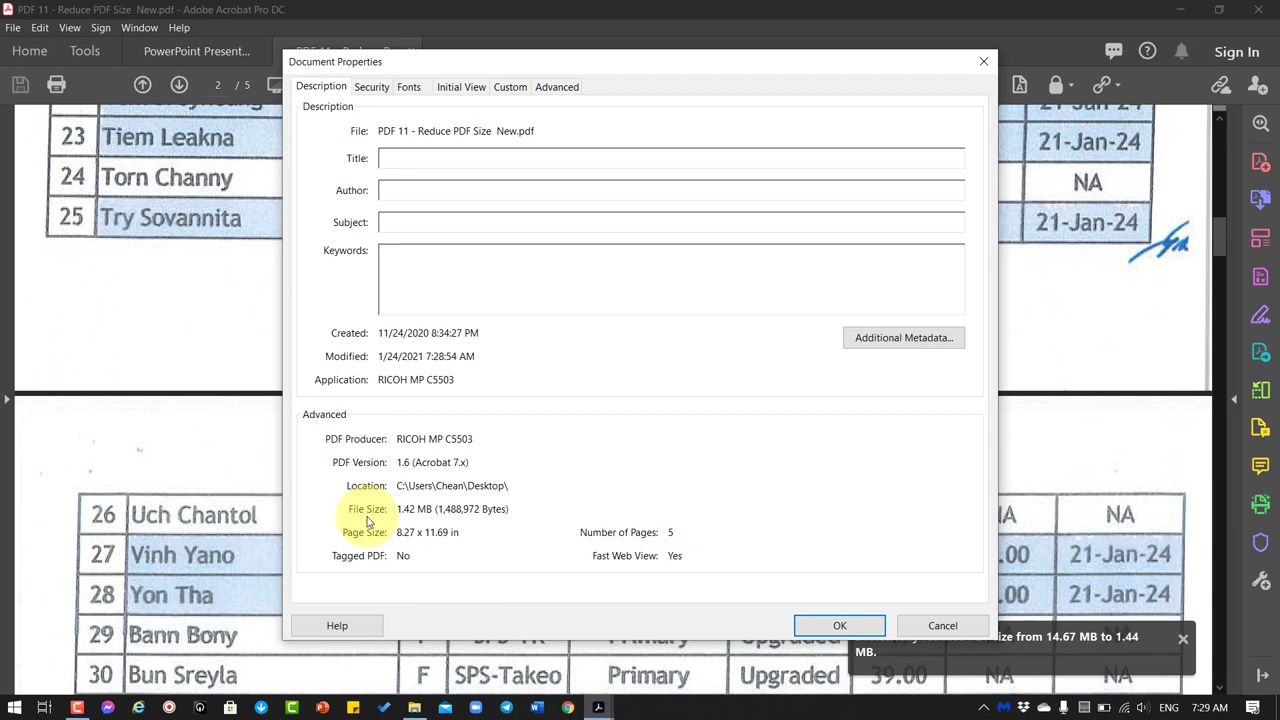 PDF 11 - Reduce PDF Size New.pdf - Adobe Acrobat Pro DC
File Edit View Sign Window Help
Home Tools PowerPoint Present... Sign In
2 / 5
Document Properties
Description Security Fonts Initial View Custom Advanced
Description
File: PDF 11 - Reduce PDF Size New.pdf
Title:
Author:
Subject:
Keywords:
Created: 11/24/2020 8:34:27 PM
Additional Metadata...
Modified: 1/24/2021 7:28:54 AM
Application: RICOH MP C5503
Advanced
PDF Producer: RICOH MP C5503
PDF Version: 1.6 (Acrobat 7.x)
Location: C:\Users\Chean\Desktop\
File Size: 1.42 MB (1,488,972 Bytes)
Page Size: 8.27 x 11.69 in Number of Pages: 5
Tagged PDF: No Fast Web View: Yes
Help OK Cancel
23 Tiem Leakna 21-Jan-24
24 Torn Channy NA
25 Try Sovannita 21-Jan-24
26 Uch Chantol NA
27 Vinh Yano .00 21-Jan-24
28 Yon Tha .00 21-Jan-24
29 Bann Bony F Primary Upgraded
30 Bun Sreyla F SPS-Takeo Primary Upgraded 39.00 NA NA
size from 14.67 MB to 1.44
MB.
7:29 AM